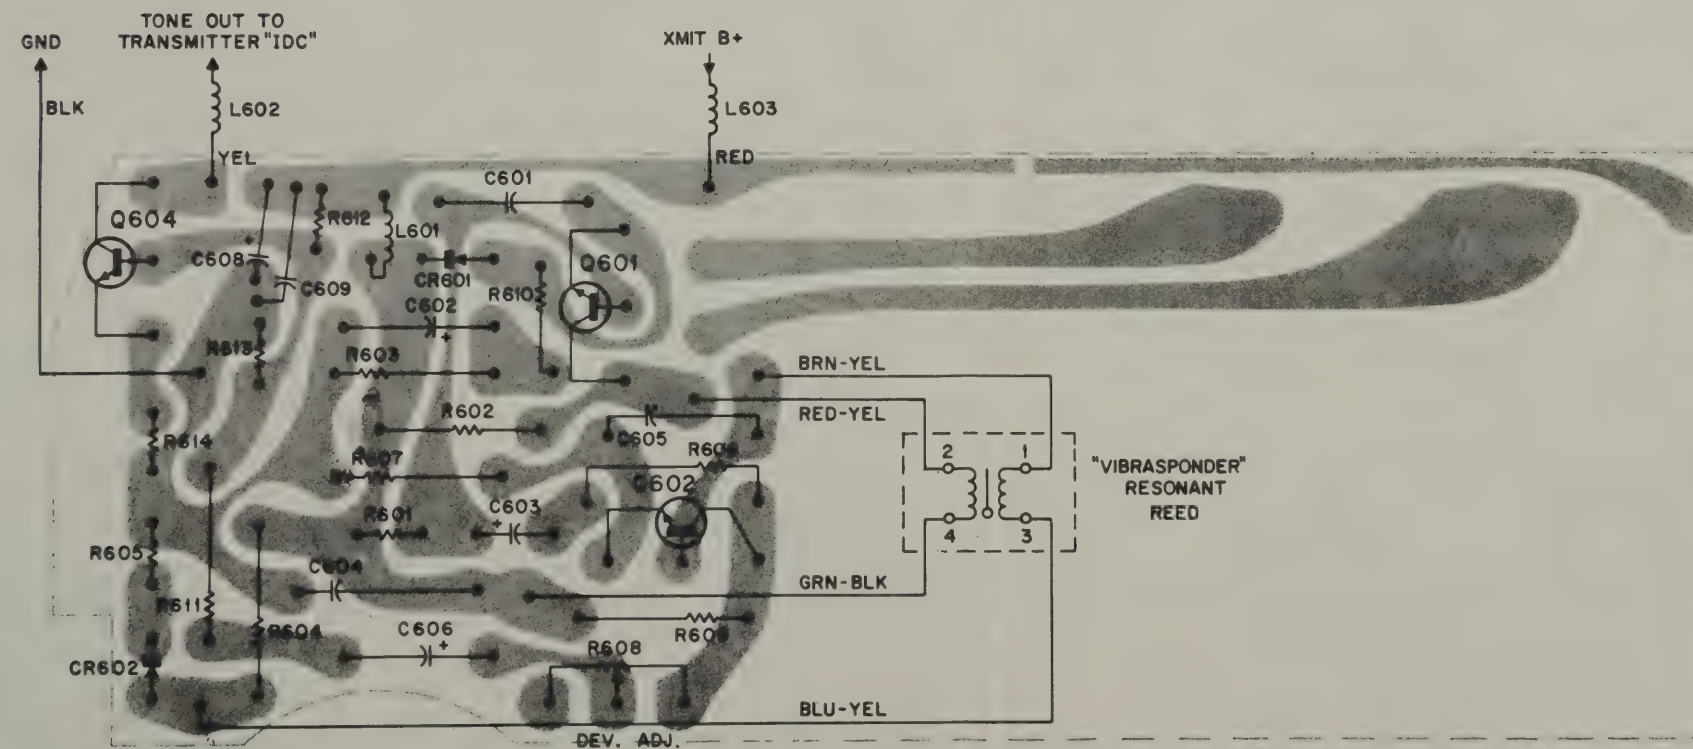 TONE OUT TO
TRANSMITTER "IDC"
GND
XMIT B+
BLK
L602
L603
YEL
RED
C601
Q604
R612
L601
C608
CR601
Q601
C609
R610
C602
+
R613
R603
BRN-YEL
R602
RED-YEL
R614
C605
2
1
"VIBRASPONDER"
RESONANT
REED
R607
Q602
C603
+
R601
4
3
R605
C604
GRN-BLK
R611
R604
C606
+
R608
CR602
BLU-YEL
DEV. ADJ.